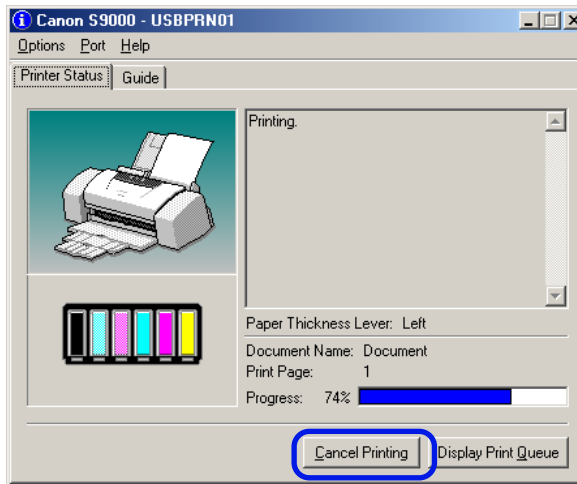 Canon S9000 - USBPRN01
Options Port Help
Printer Status Guide
Printing.
Paper Thickness Lever: Left
Document Name: Document
Print Page: 1
Progress: 74%
Cancel Printing Display Print Queue